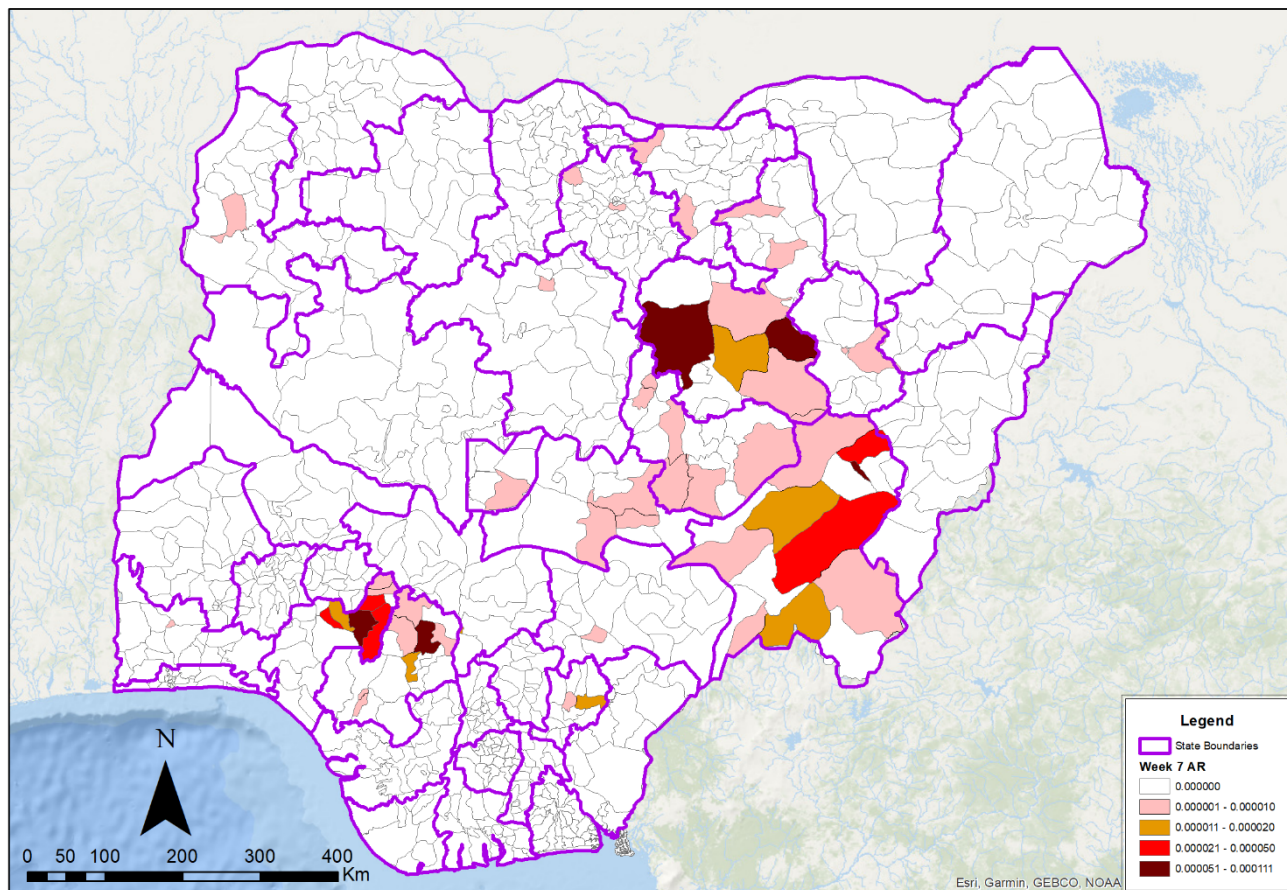 N
0 50 100 200 300 400
Km
Legend
State Boundaries
Week 7 AR
0.000000
0.000001 - 0.000010
0.000011 - 0.000020
0.000021 - 0.000050
0.000051 - 0.000111
Esri, Garmin, GEBCO, NOAA